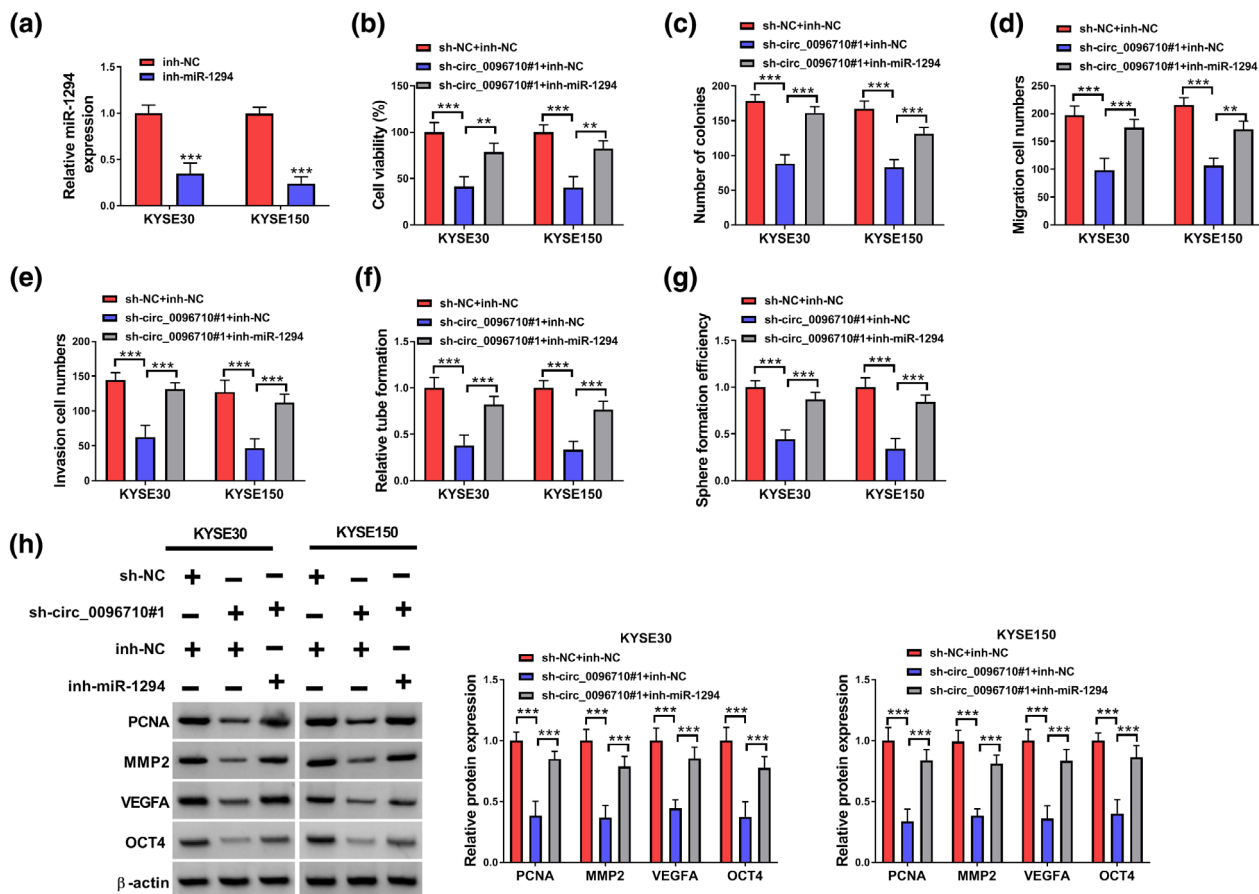 (a)
inh-NC
inh-miR-1294
Relative miR-1294
expression
1.5
1.0
0.5
0.0
***
***
KYSE30
KYSE150
(b)
sh-NC+inh-NC
sh-circ_0096710#1+inh-NC
sh-circ_0096710#1+inh-miR-1294
Cell viability (%)
150
100
50
0
***
**
***
**
KYSE30
KYSE150
(c)
sh-NC+inh-NC
sh-circ_0096710#1+inh-NC
sh-circ_0096710#1+inh-miR-1294
Number of colonies
200
150
100
50
0
***
***
***
***
KYSE30
KYSE150
(d)
sh-NC+inh-NC
sh-circ_0096710#1+inh-NC
sh-circ_0096710#1+inh-miR-1294
Migration cell numbers
250
200
150
100
50
0
***
***
***
**
KYSE30
KYSE150
(e)
sh-NC+inh-NC
sh-circ_0096710#1+inh-NC
sh-circ_0096710#1+inh-miR-1294
Invasion cell numbers
200
150
100
50
0
***
***
***
***
KYSE30
KYSE150
(f)
sh-NC+inh-NC
sh-circ_0096710#1+inh-NC
sh-circ_0096710#1+inh-miR-1294
Relative tube formation
1.5
1.0
0.5
0.0
***
***
***
***
KYSE30
KYSE150
(g)
sh-NC+inh-NC
sh-circ_0096710#1+inh-NC
sh-circ_0096710#1+inh-miR-1294
Sphere formation efficiency
1.5
1.0
0.5
0.0
***
***
***
***
KYSE30
KYSE150
(h)
KYSE30 KYSE150
sh-NC + – – + – –
sh-circ_0096710#1 – + + – + +
inh-NC + + – + + –
inh-miR-1294 – – + – – +
PCNA
MMP2
VEGFA
OCT4
β-actin
KYSE30
sh-NC+inh-NC
sh-circ_0096710#1+inh-NC
sh-circ_0096710#1+inh-miR-1294
Relative protein expression
1.5
1.0
0.5
0.0
*** *** *** ***
*** *** *** ***
PCNA MMP2 VEGFA OCT4
KYSE150
sh-NC+inh-NC
sh-circ_0096710#1+inh-NC
sh-circ_0096710#1+inh-miR-1294
Relative protein expression
1.5
1.0
0.5
0.0
*** *** *** ***
*** *** *** ***
PCNA MMP2 VEGFA OCT4